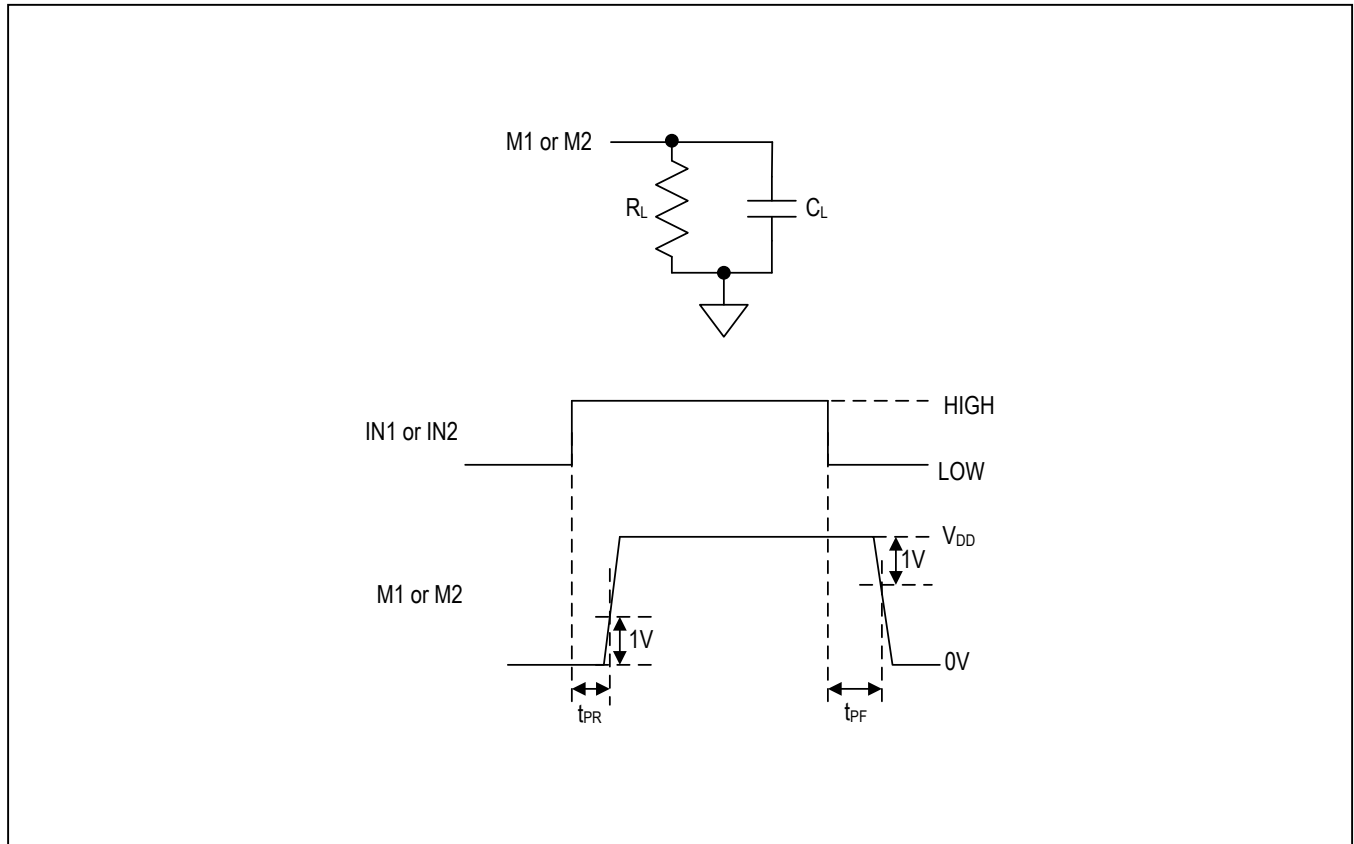 M1 or M2
RL
CL
HIGH
IN1 or IN2
LOW
VDD
1V
M1 or M2
1V
0V
tPR
tPF